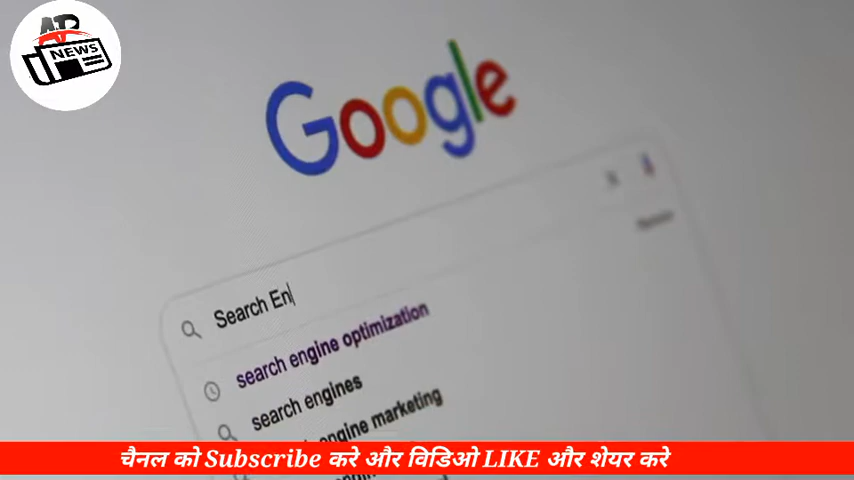 AP
NEWS
Google
Search En
search engine optimization
search engines
engine marketing
चैनल को Subscribe करे और विडिओ LIKE और शेयर करे